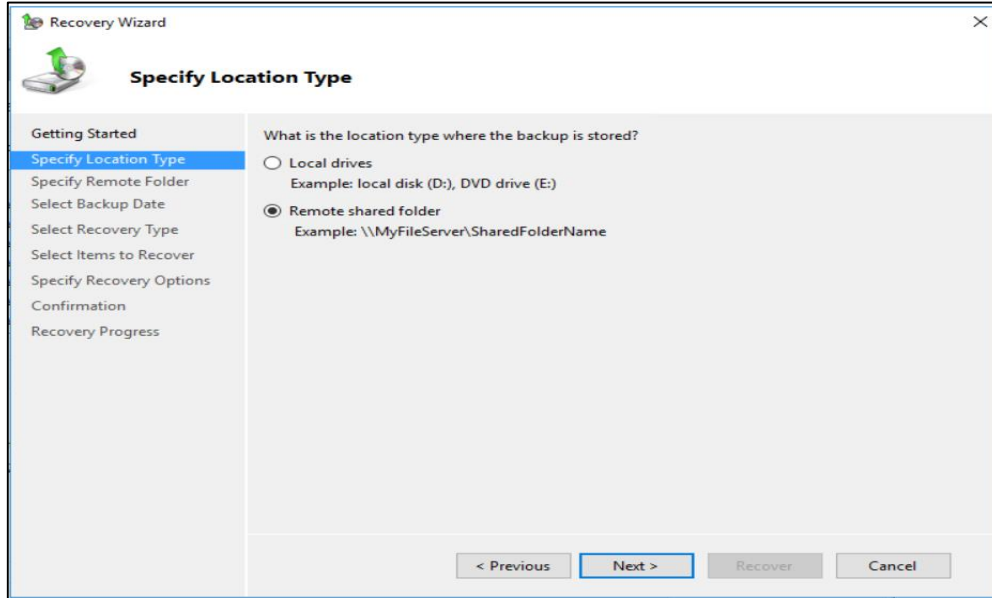 Recovery Wizard
Specify Location Type
Getting Started
Specify Location Type
Specify Remote Folder
Select Backup Date
Select Recovery Type
Select Items to Recover
Specify Recovery Options
Confirmation
Recovery Progress
What is the location type where the backup is stored?
Local drives
Example: local disk (D:), DVD drive (E:)
Remote shared folder
Example: \\MyFileServer\SharedFolderName
< Previous Next > Recover Cancel